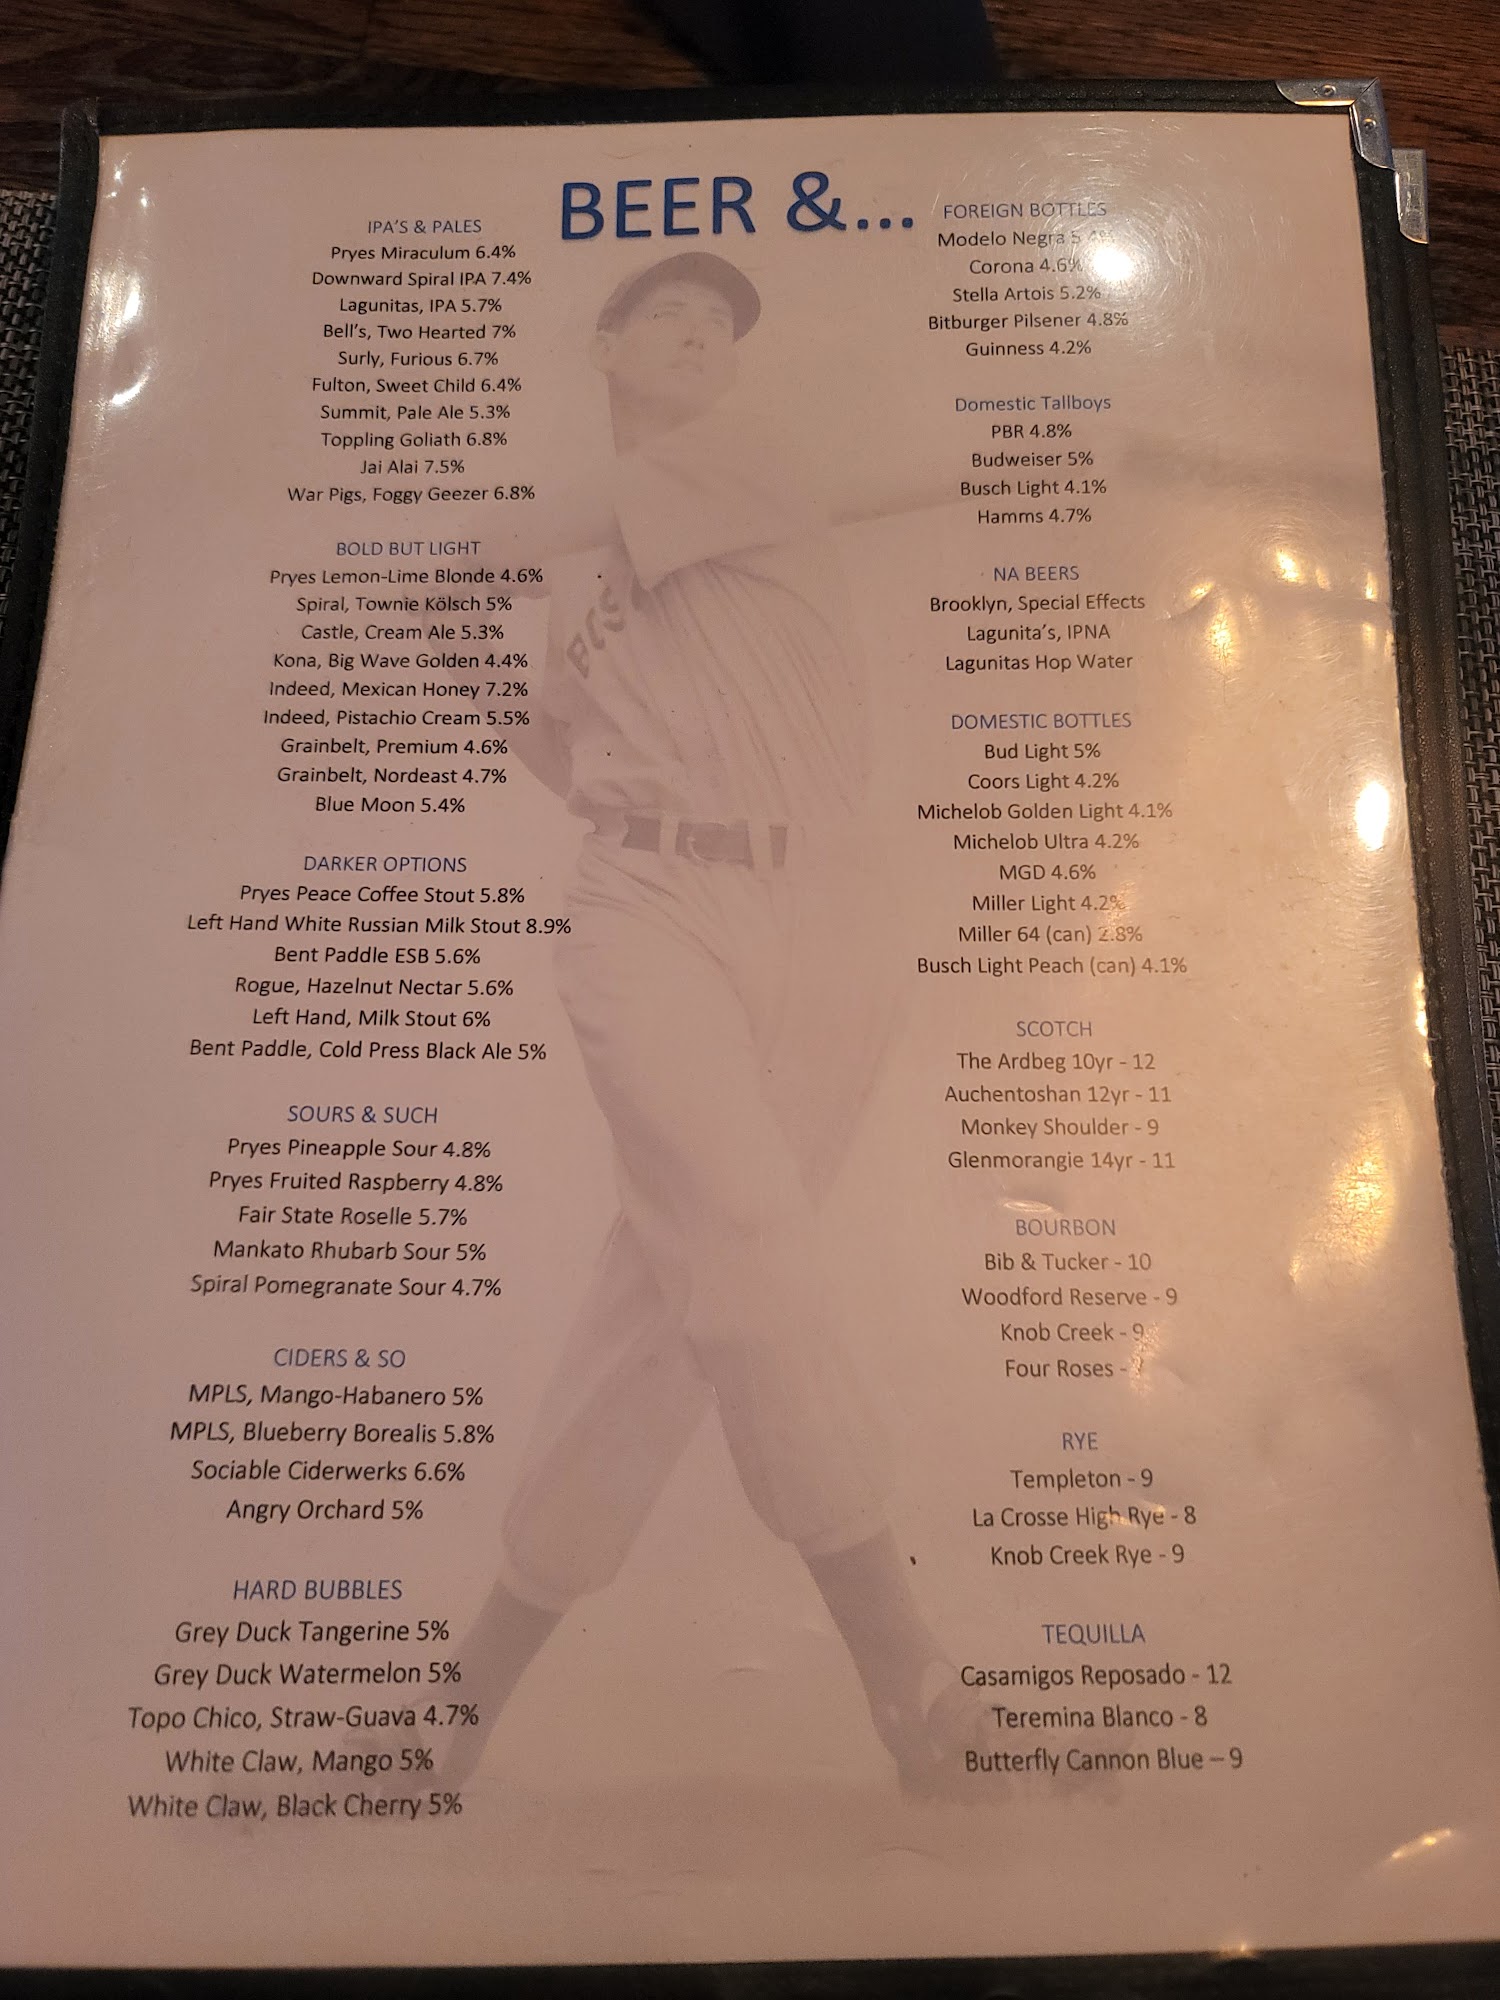 BEER &...
IPA'S & PALES
Pryes Miraculum 6.4%
Downward Spiral IPA 7.4%
Lagunitas, IPA 5.7%
Bell's, Two Hearted 7%
Surly, Furious 6.7%
Fulton, Sweet Child 6.4%
Summit, Pale Ale 5.3%
Toppling Goliath 6.8%
Jai Alai 7.5%
War Pigs, Foggy Geezer 6.8%
BOLD BUT LIGHT
Pryes Lemon-Lime Blonde 4.6%
Spiral, Townie Kölsch 5%
Castle, Cream Ale 5.3%
Kona, Big Wave Golden 4.4%
Indeed, Mexican Honey 7.2%
Indeed, Pistachio Cream 5.5%
Grainbelt, Premium 4.6%
Grainbelt, Nordeast 4.7%
Blue Moon 5.4%
DARKER OPTIONS
Pryes Peace Coffee Stout 5.8%
Left Hand White Russian Milk Stout 8.9%
Bent Paddle ESB 5.6%
Rogue, Hazelnut Nectar 5.6%
Left Hand, Milk Stout 6%
Bent Paddle, Cold Press Black Ale 5%
SOURS & SUCH
Pryes Pineapple Sour 4.8%
Pryes Fruited Raspberry 4.8%
Fair State Roselle 5.7%
Mankato Rhubarb Sour 5%
Spiral Pomegranate Sour 4.7%
CIDERS & SO
MPLS, Mango-Habanero 5%
MPLS, Blueberry Borealis 5.8%
Sociable Ciderwerks 6.6%
Angry Orchard 5%
HARD BUBBLES
Grey Duck Tangerine 5%
Grey Duck Watermelon 5%
Topo Chico, Straw-Guava 4.7%
White Claw, Mango 5%
White Claw, Black Cherry 5%
FOREIGN BOTTLES
Modelo Negra 5.4%
Corona 4.6%
Stella Artois 5.2%
Bitburger Pilsener 4.8%
Guinness 4.2%
Domestic Tallboys
PBR 4.8%
Budweiser 5%
Busch Light 4.1%
Hamms 4.7%
NA BEERS
Brooklyn, Special Effects
Lagunita's, IPNA
Lagunitas Hop Water
DOMESTIC BOTTLES
Bud Light 5%
Coors Light 4.2%
Michelob Golden Light 4.1%
Michelob Ultra 4.2%
MGD 4.6%
Miller Light 4.2%
Miller 64 (can) 2.8%
Busch Light Peach (can) 4.1%
SCOTCH
The Ardbeg 10yr - 12
Auchentoshan 12yr - 11
Monkey Shoulder - 9
Glenmorangie 14yr - 11
BOURBON
Bib & Tucker - 10
Woodford Reserve - 9
Knob Creek - 9
Four Roses -
RYE
Templeton - 9
La Crosse High Rye - 8
Knob Creek Rye - 9
TEQUILLA
Casamigos Reposado - 12
Teremina Blanco - 8
Butterfly Cannon Blue – 9